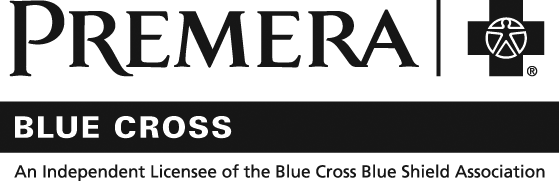 PREMERA
®
BLUE CROSS
An Independent Licensee of the Blue Cross Blue Shield Association